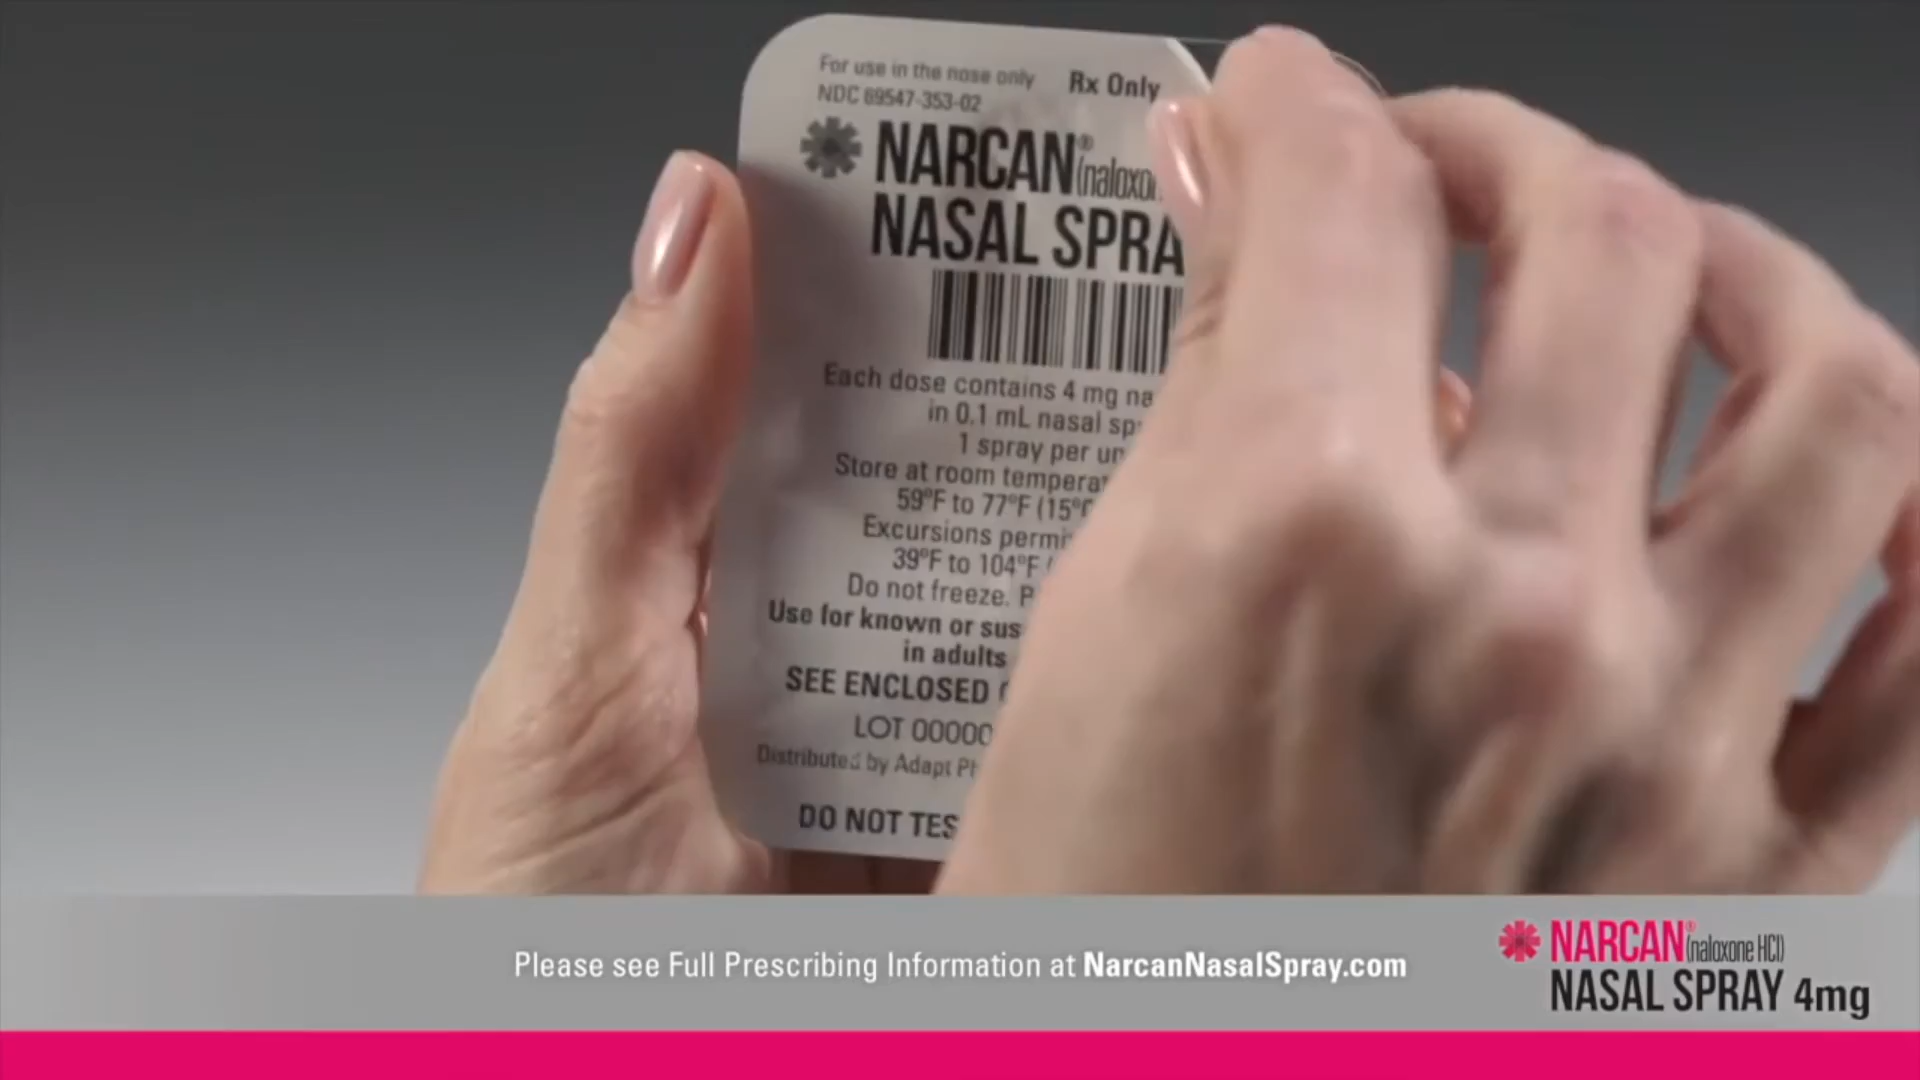 For use in the nose only Rx Only
NDC 69547-353-02
NARCAN®
NASAL
Each dose contains 4 mg
in 0.1 mL nasal
1 spray per
Store at room
59°F to 77°F
Excursions
39°F to 104°F
Do not freeze.
Use for known or
in adults
SEE ENCLOSED
LOT 00000
Distributed by Adapt
DO NOT
Please see Full Prescribing Information at NarcanNasalSpray.com
NARCAN® (naloxone HCl)
NASAL SPRAY 4mg